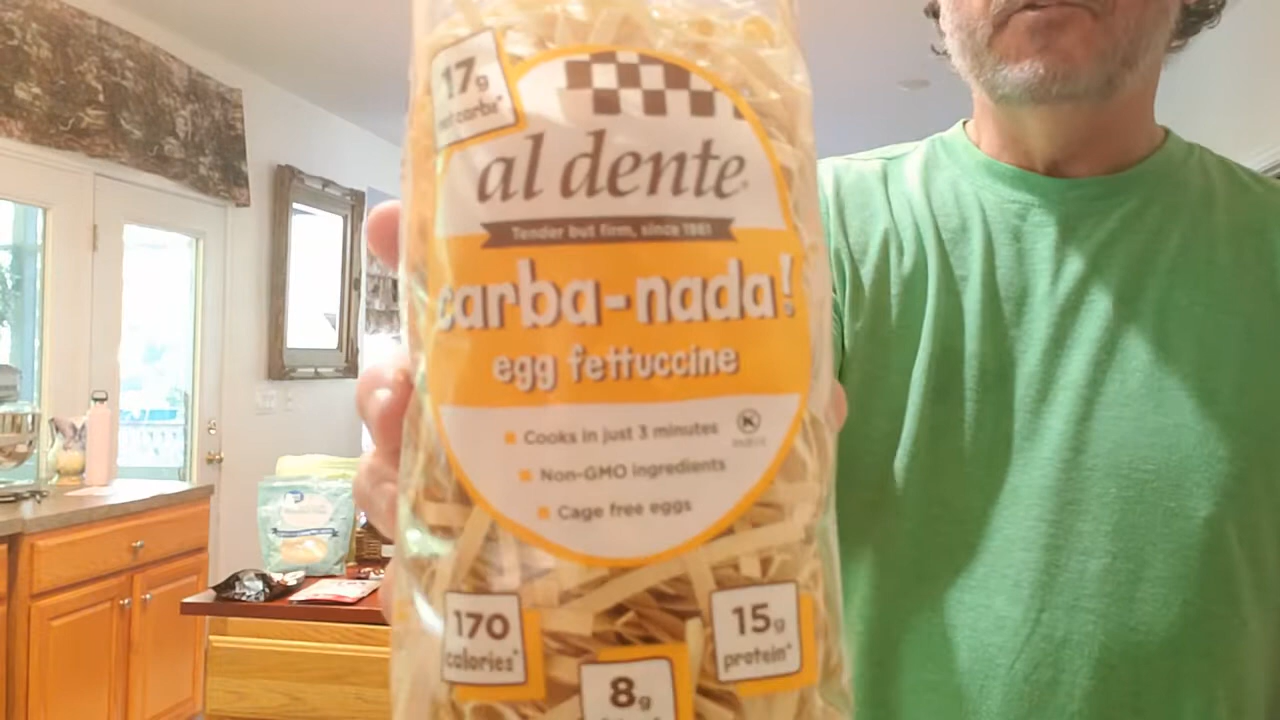 17g
net carbs*
al dente
Tender but firm, since 1981
carba-nada!
egg fettuccine
Cooks in just 3 minutes
K
Non-GMO ingredients
Cage free eggs
170
calories*
15g
protein*
8g